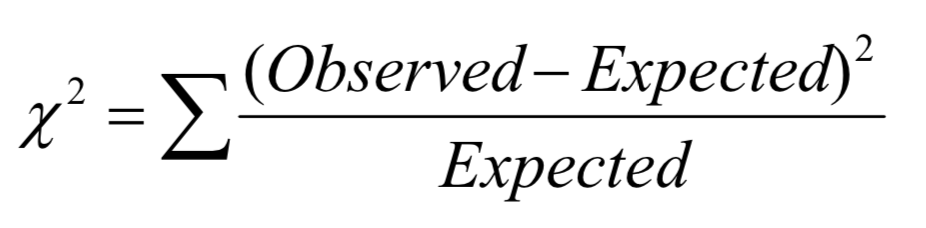 χ² = ∑ (Observed – Expected)²
Expected